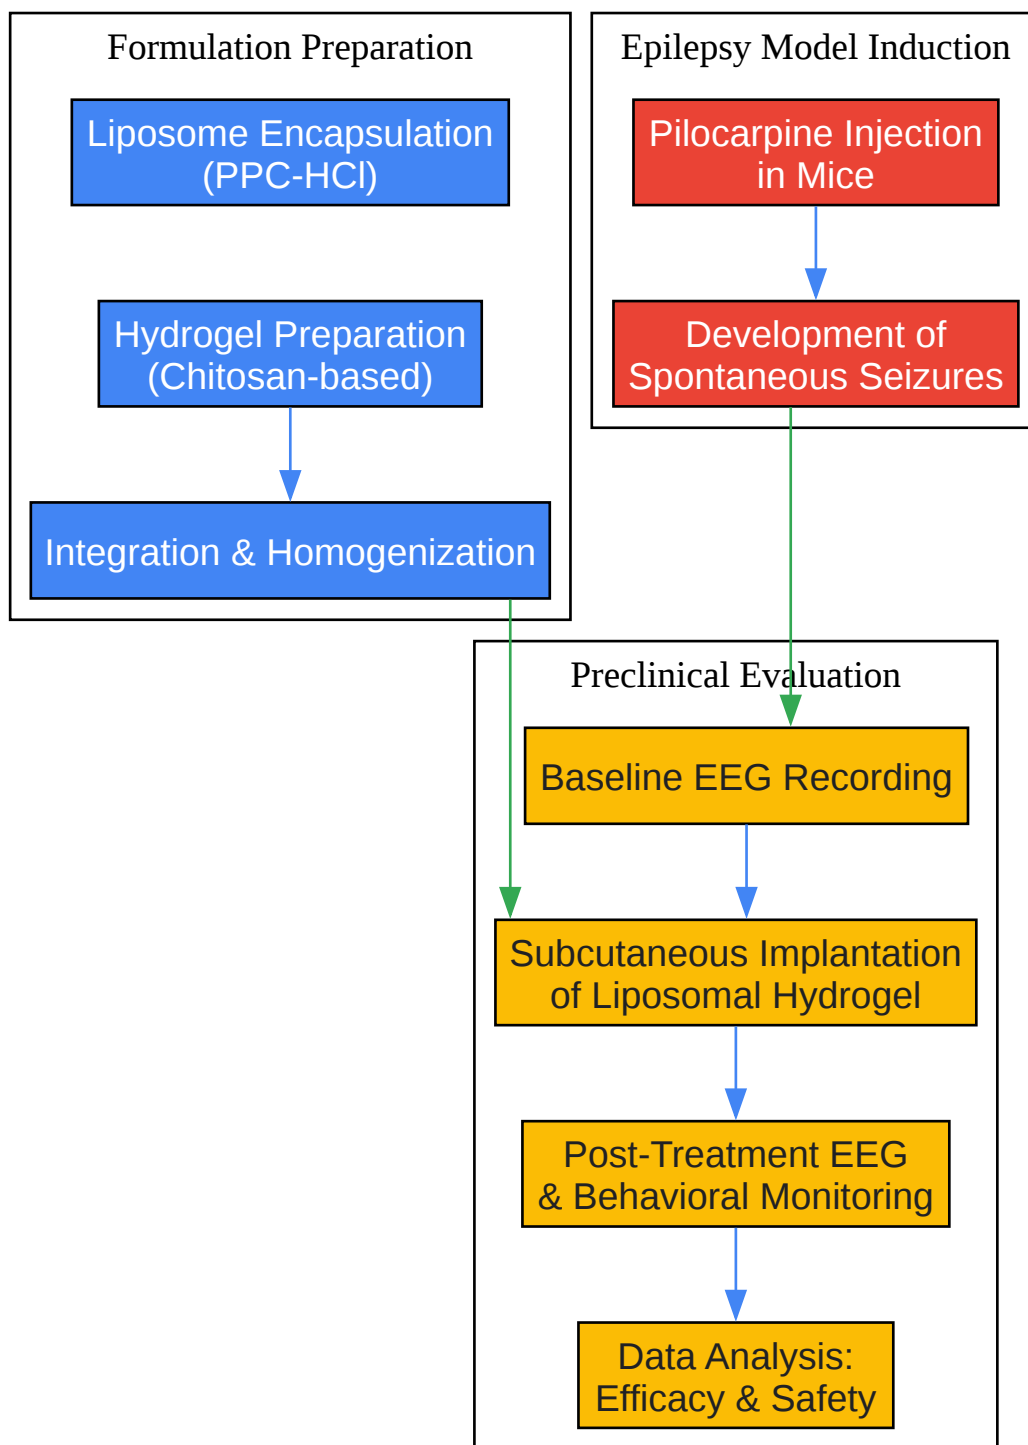 Formulation Preparation
Liposome Encapsulation
(PPC-HCl)
Hydrogel Preparation
(Chitosan-based)
Integration & Homogenization
Epilepsy Model Induction
Pilocarpine Injection
in Mice
Development of
Spontaneous Seizures
Preclinical Evaluation
Baseline EEG Recording
Subcutaneous Implantation
of Liposomal Hydrogel
Post-Treatment EEG
& Behavioral Monitoring
Data Analysis:
Efficacy & Safety